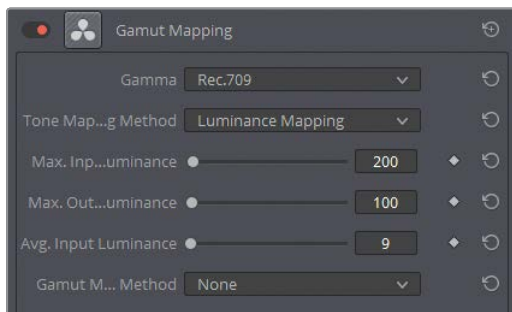 Gamut Mapping
Gamma Rec.709
Tone Map...g Method Luminance Mapping
Max. Inp...uminance 200
Max. Out...uminance 100
Avg. Input Luminance 9
Gamut M... Method None